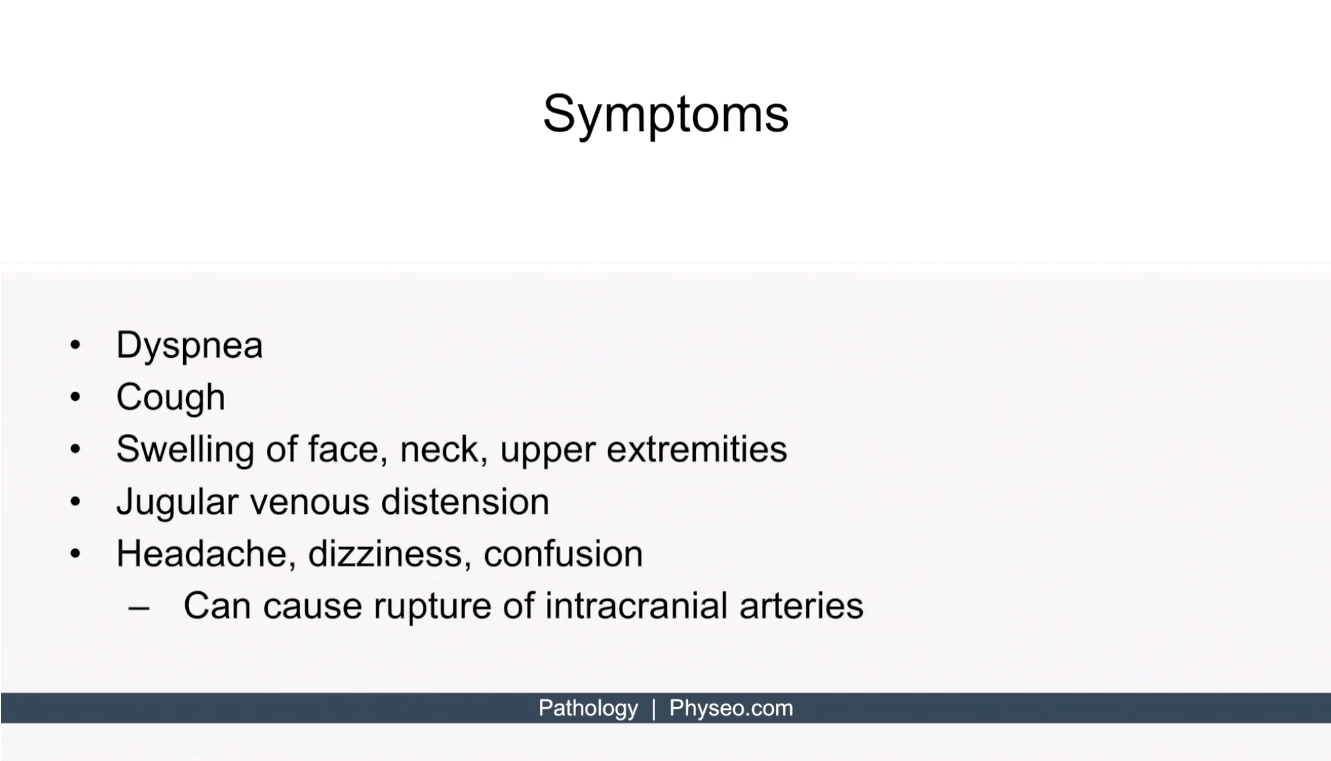 Symptoms
• Dyspnea
• Cough
• Swelling of face, neck, upper extremities
• Jugular venous distension
• Headache, dizziness, confusion
– Can cause rupture of intracranial arteries
Pathology | Physeo.com